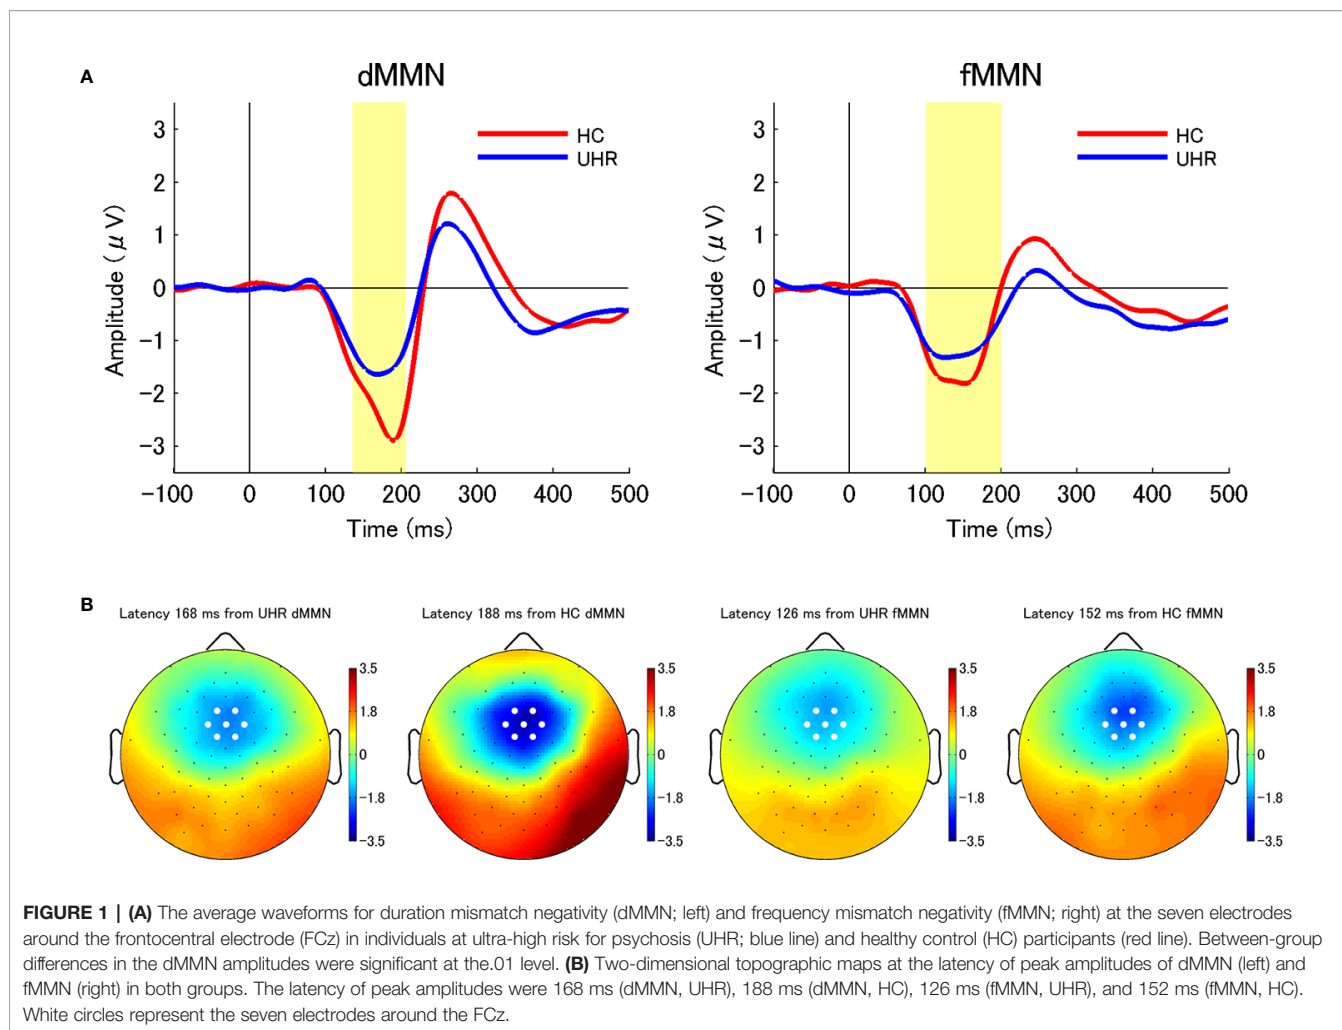 A
dMMN
fMMN
3
2
1
0
−1
−2
−3
Amplitude (μV)
HC
UHR
-100 0 100 200 300 400 500
Time (ms)
3
2
1
0
−1
−2
−3
Amplitude (μV)
HC
UHR
-100 0 100 200 300 400 500
Time (ms)
B
Latency 168 ms from UHR dMMN
3.5
1.8
0
−1.8
−3.5
Latency 188 ms from HC dMMN
3.5
1.8
0
−1.8
−3.5
Latency 126 ms from UHR fMMN
3.5
1.8
0
−1.8
−3.5
Latency 152 ms from HC fMMN
3.5
1.8
0
−1.8
−3.5
FIGURE 1 | (A) The average waveforms for duration mismatch negativity (dMMN; left) and frequency mismatch negativity (fMMN; right) at the seven electrodes
around the frontocentral electrode (FCz) in individuals at ultra-high risk for psychosis (UHR; blue line) and healthy control (HC) participants (red line). Between-group
differences in the dMMN amplitudes were significant at the.01 level. (B) Two-dimensional topographic maps at the latency of peak amplitudes of dMMN (left) and
fMMN (right) in both groups. The latency of peak amplitudes were 168 ms (dMMN, UHR), 188 ms (dMMN, HC), 126 ms (fMMN, UHR), and 152 ms (fMMN, HC).
White circles represent the seven electrodes around the FCz.